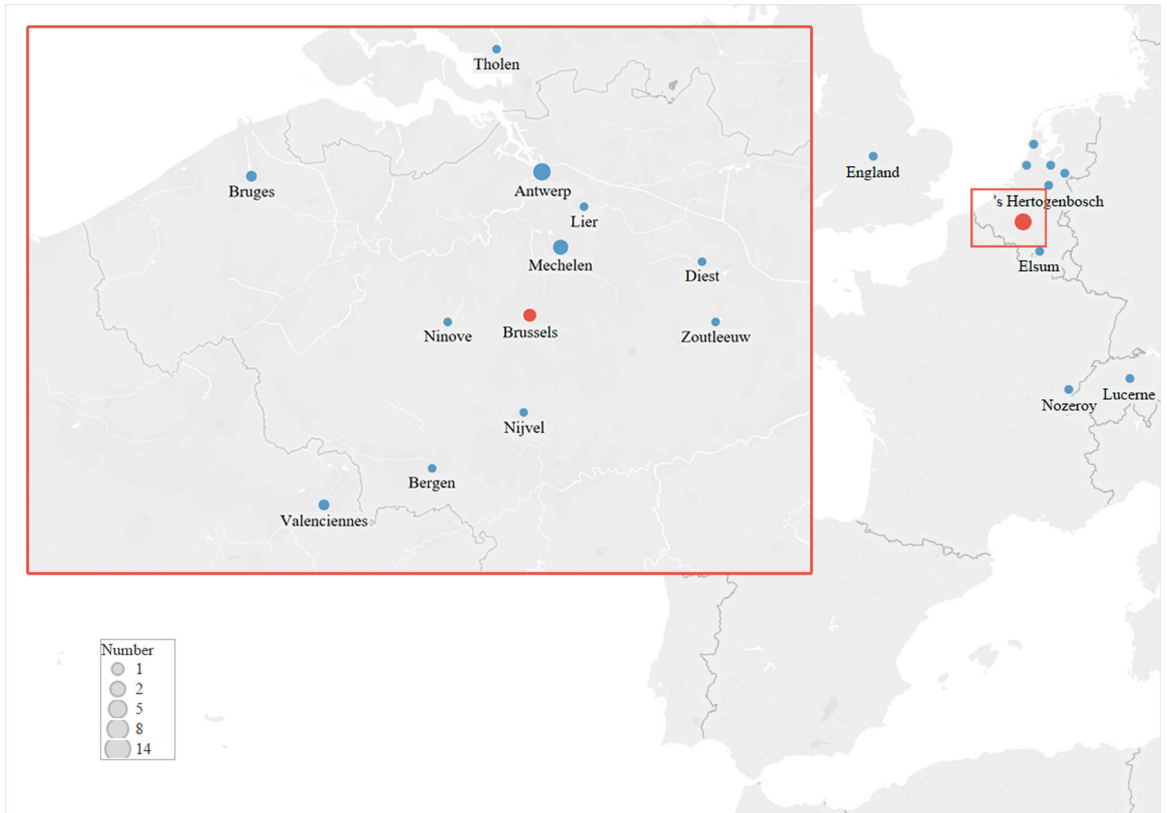 Tholen
Bruges
Antwerp
Lier
Mechelen
Diest
Ninove
Brussels
Zoutleeuw
Nijvel
Bergen
Valenciennes
England
's Hertogenbosch
Elsum
Nozeroy
Lucerne
Number
1
2
5
8
14